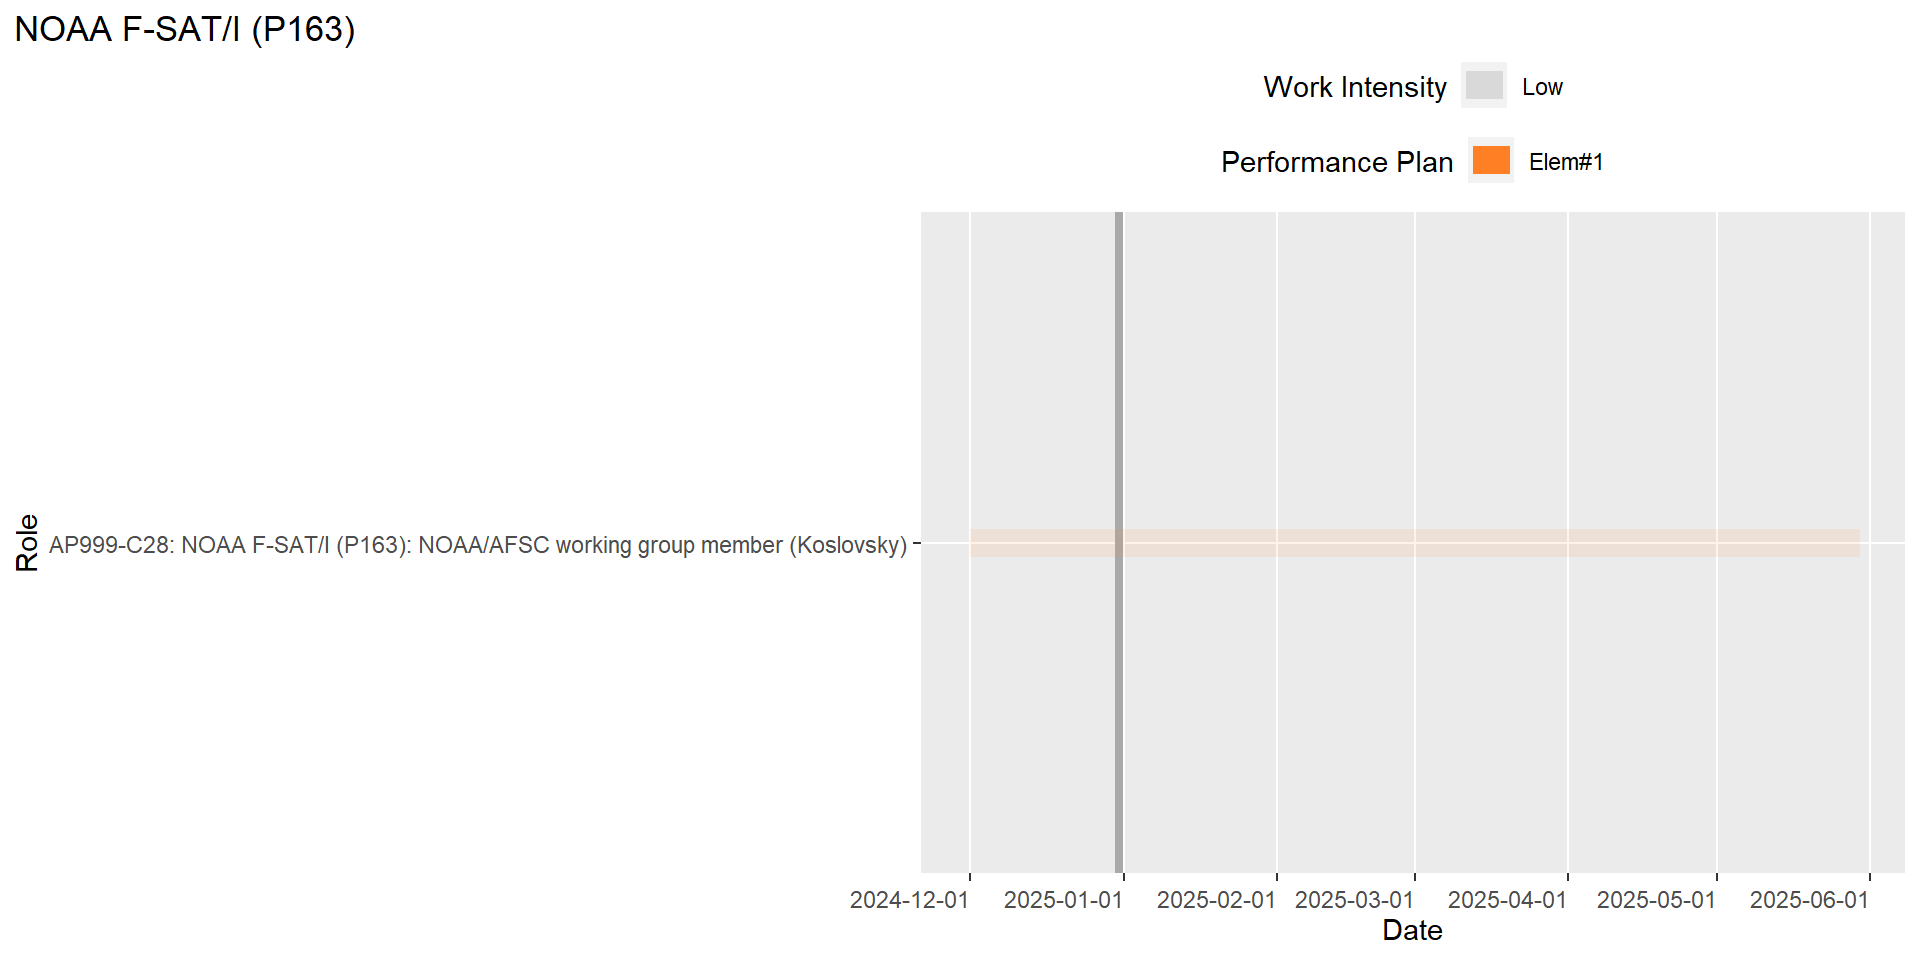 NOAA F-SAT/I (P163)
Work Intensity Low
Performance Plan Elem#1
Role
AP999-C28: NOAA F-SAT/I (P163): NOAA/AFSC working group member (Koslovsky)
2024-12-01 2025-01-01 2025-02-01 2025-03-01 2025-04-01 2025-05-01 2025-06-01
Date